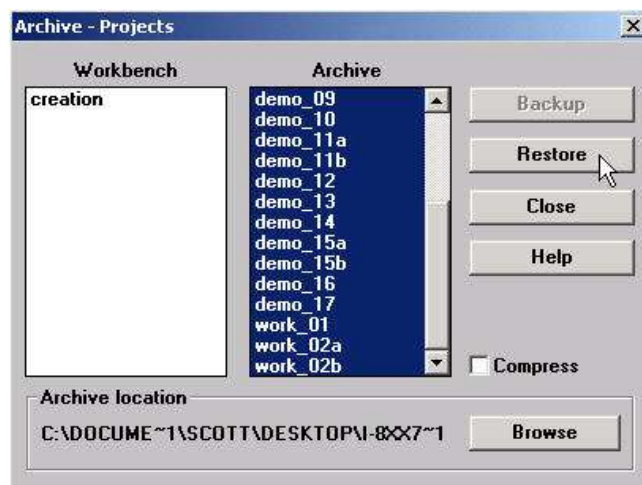 Archive - Projects
Workbench
creation
Archive
demo_09
demo_10
demo_11a
demo_11b
demo_12
demo_13
demo_14
demo_15a
demo_15b
demo_16
demo_17
work_01
work_02a
work_02b
Backup
Restore
Close
Help
Compress
Archive location
C:\DOCUME~1\SCOTT\DESKTOP\I-8XX7~1
Browse